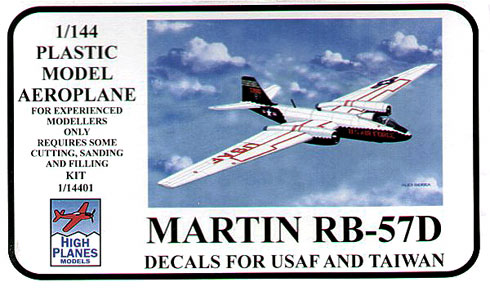 1/144
PLASTIC
MODEL
AEROPLANE
FOR EXPERIENCED
MODELLERS
ONLY
REQUIRES SOME
CUTTING, SANDING
AND FILLING
KIT
1/14401
HIGH
PLANES
MODELS
USAF
MARTIN RB-57D
DECALS FOR USAF AND TAIWAN